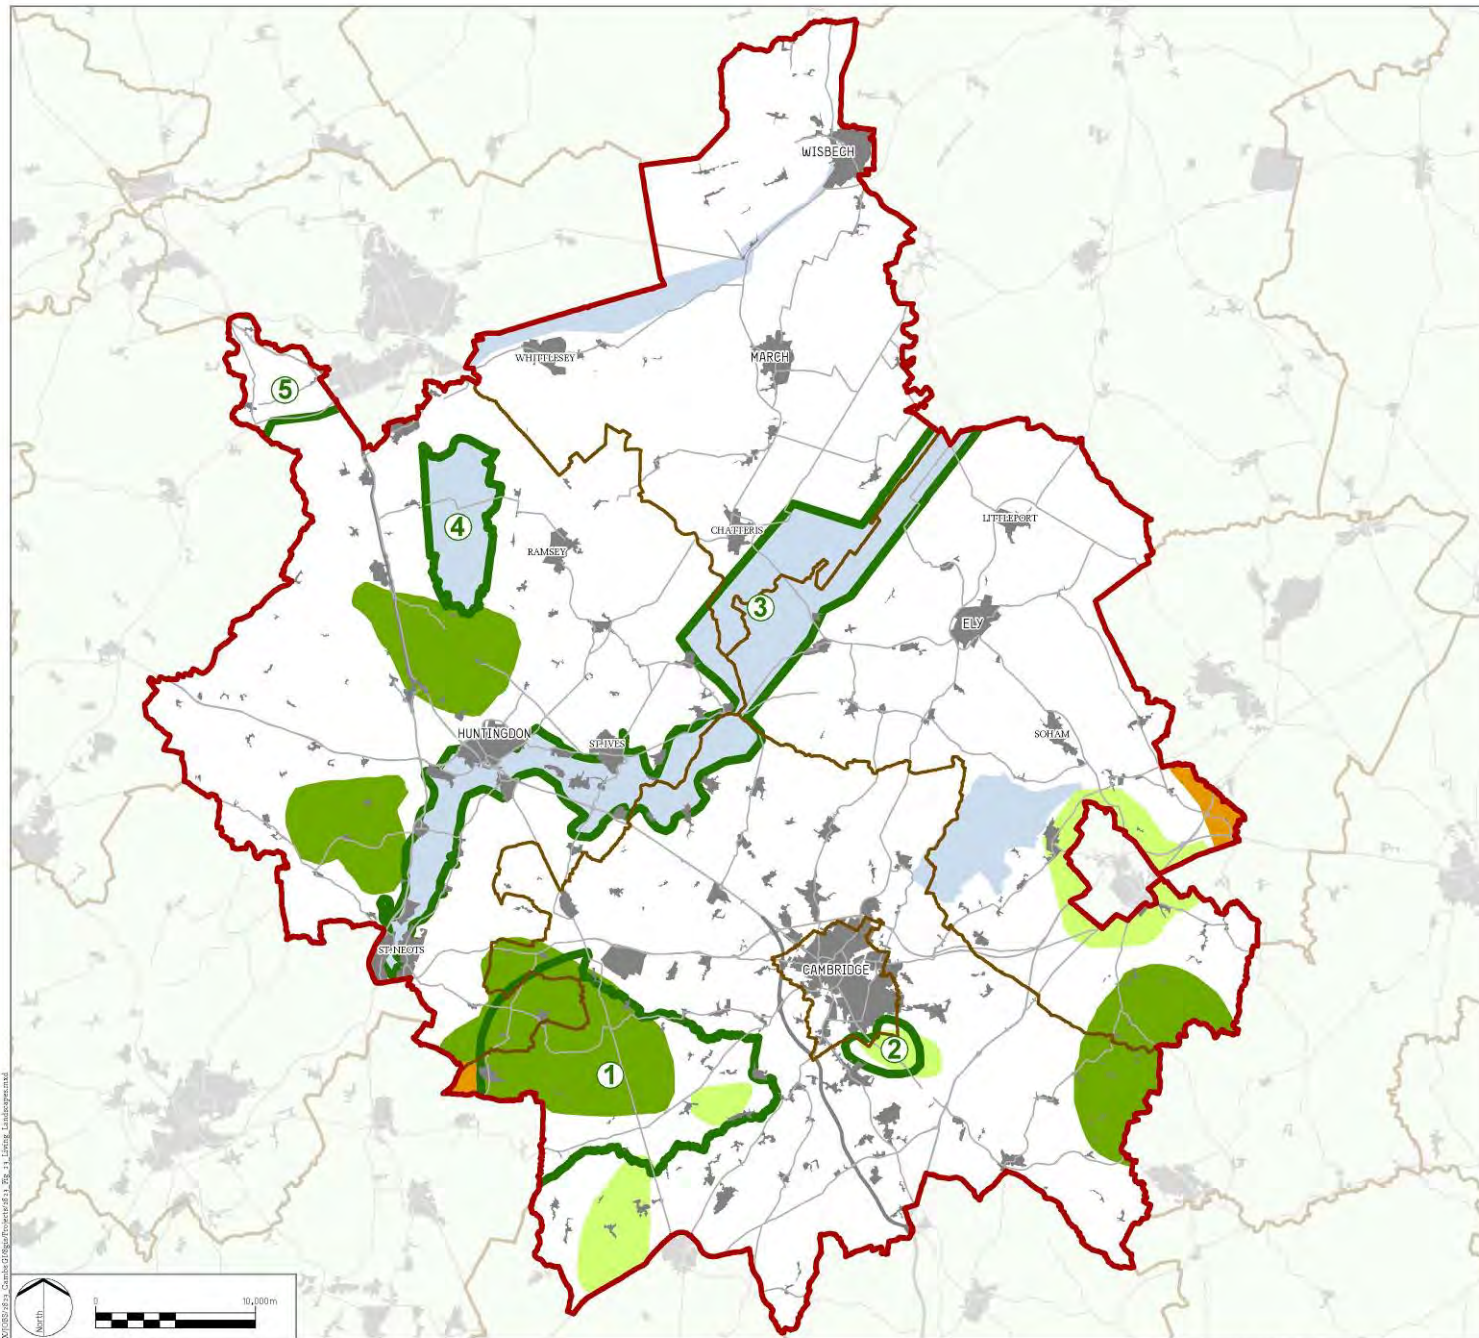 WISBECH
WHITTLESEY
MARCH
5
4
CHATTERIS
LITTLEPORT
RAMSEY
3
ELY
HUNTINGDON
ST. IVES
SOHAM
ST. NEOTS
CAMBRIDGE
2
1
North
0
10,000m